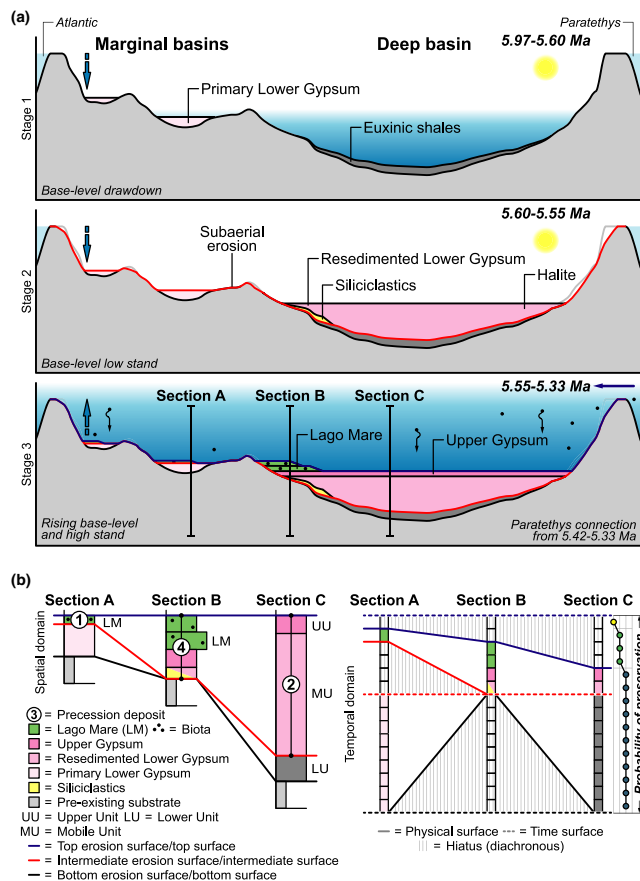 (a)
Atlantic
Paratethys
Marginal basins
Deep basin
5.97-5.60 Ma
Primary Lower Gypsum
Euxinic shales
Stage 1
Base-level drawdown
5.60-5.55 Ma
Subaerial
erosion
Resedimented Lower Gypsum
Siliciclastics
Halite
Stage 2
Base-level low stand
5.55-5.33 Ma
Section A
Section B
Section C
Lago Mare
Upper Gypsum
Stage 3
Rising base-level
and high stand
Paratethys connection
from 5.42-5.33 Ma
(b)
Section A
Section B
Section C
Spatial domain
1
LM
4
LM
2
UU
MU
LU
3 = Precession deposit
= Lago Mare (LM) = Biota
= Upper Gypsum
= Resedimented Lower Gypsum
= Primary Lower Gypsum
= Siliciclastics
= Pre-existing substrate
UU = Upper Unit LU = Lower Unit
MU = Mobile Unit
= Top erosion surface/top surface
= Intermediate erosion surface/intermediate surface
= Bottom erosion surface/bottom surface
Section A
Section B
Section C
Temporal domain
Probability of preservation
= Physical surface
= Time surface
= Hiatus (diachronous)